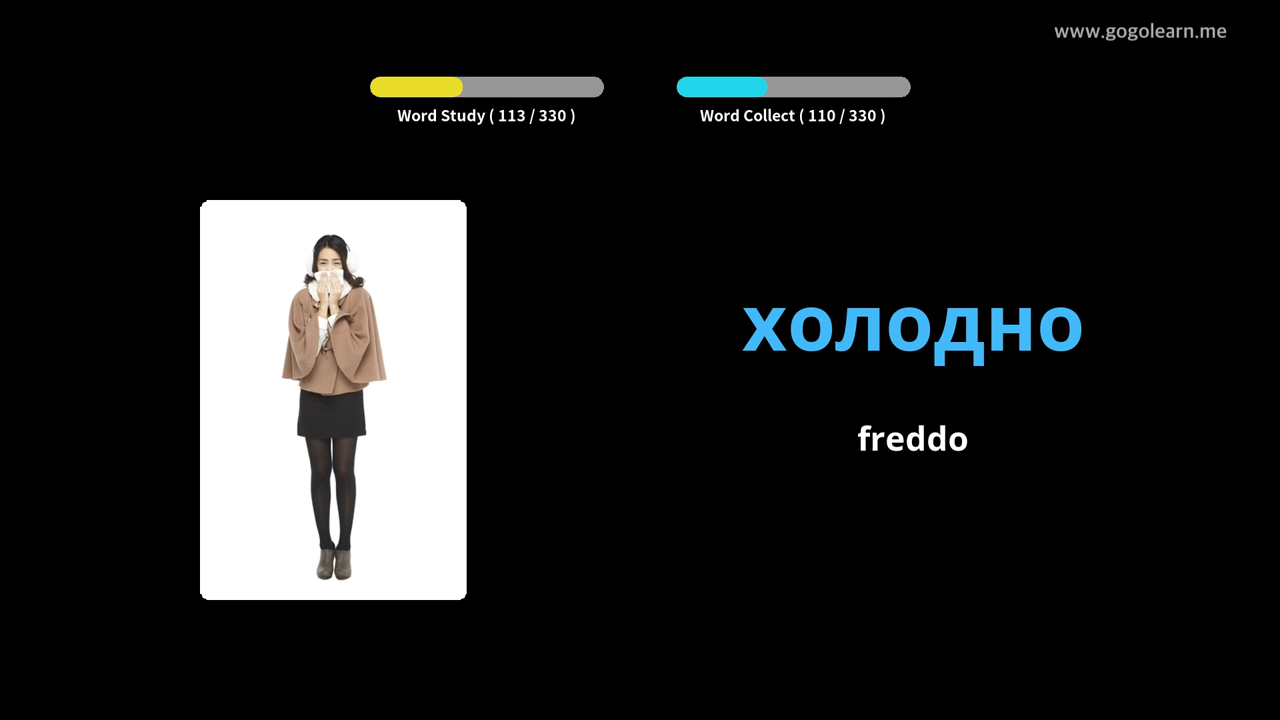 www.gogolearn.me
Word Study ( 113 / 330 )
Word Collect ( 110 / 330 )
холодно
freddo